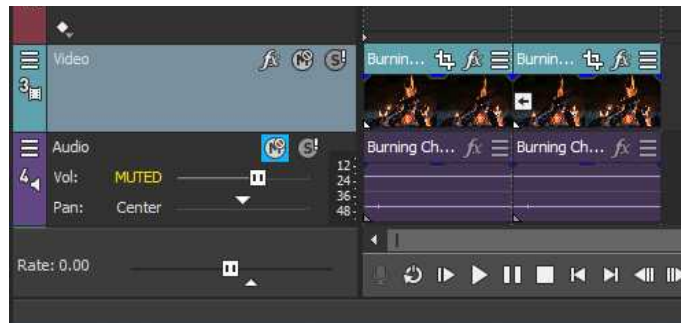 Video
Burnin...
Burnin...
3
Audio
Burning Ch...
Burning Ch...
4
Vol:
MUTED
12
24
36
48
Pan:
Center
Rate: 0.00